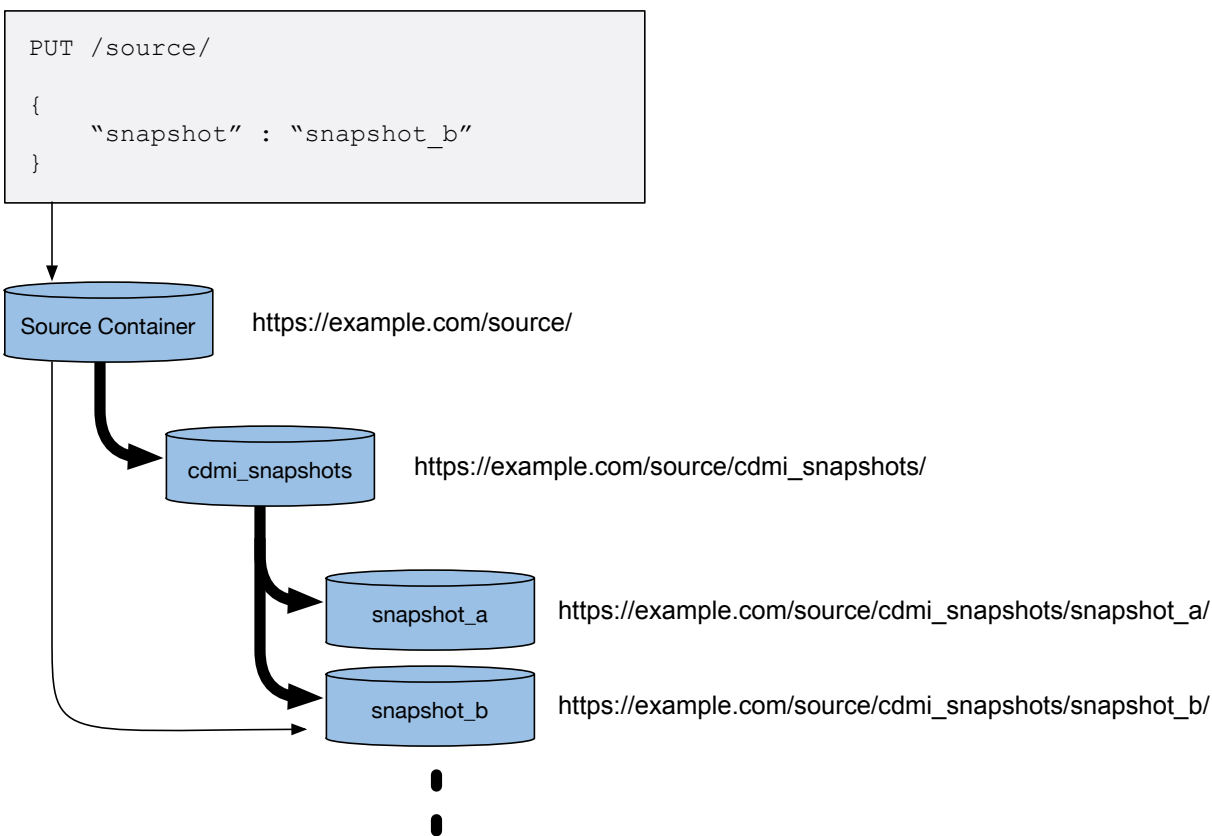 PUT /source/
{
“snapshot” : “snapshot_b”
}
Source Container
https://example.com/source/
cdmi_snapshots
https://example.com/source/cdmi_snapshots/
snapshot_a
https://example.com/source/cdmi_snapshots/snapshot_a/
snapshot_b
https://example.com/source/cdmi_snapshots/snapshot_b/